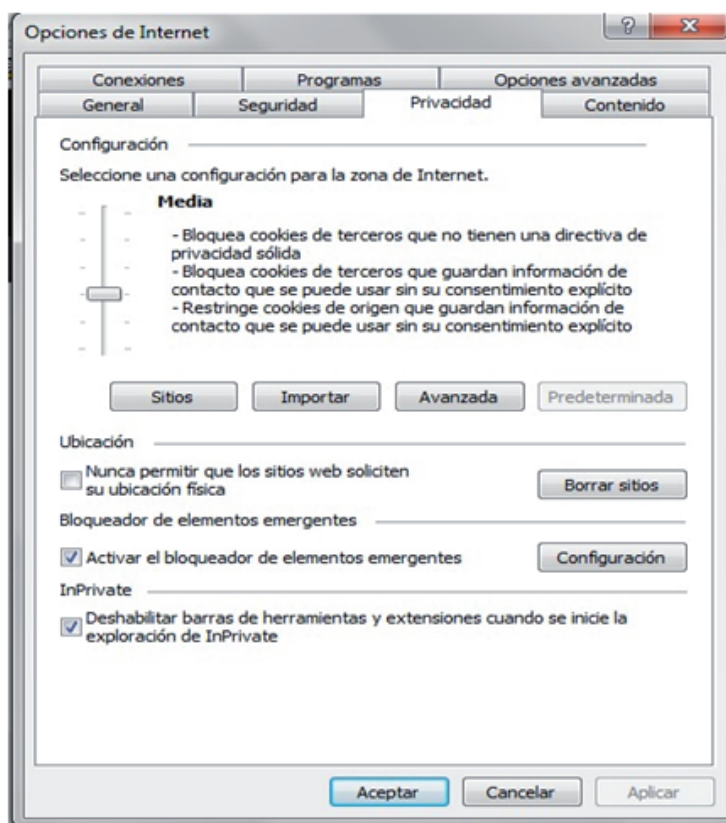 Opciones de Internet
Conexiones Programas Opciones avanzadas
General Seguridad Privacidad Contenido
Configuración
Seleccione una configuración para la zona de Internet.
Media
- Bloquea cookies de terceros que no tienen una directiva de
privacidad sólida
- Bloquea cookies de terceros que guardan información de
contacto que se puede usar sin su consentimiento explícito
- Restringe cookies de origen que guardan información de
contacto que se puede usar sin su consentimiento explícito
Sitios Importar Avanzada Predeterminada
Ubicación
Nunca permitir que los sitios web soliciten
su ubicación física
Borrar sitios
Bloqueador de elementos emergentes
Activar el bloqueador de elementos emergentes Configuración
InPrivate
Deshabilitar barras de herramientas y extensiones cuando se inicie la
exploración de InPrivate
Aceptar Cancelar Aplicar